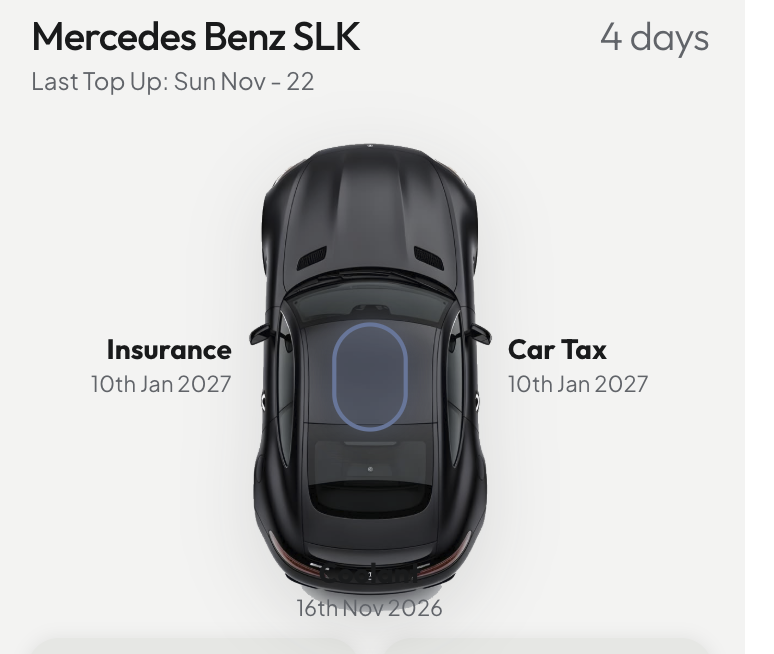 Mercedes Benz SLK
4 days
Last Top Up: Sun Nov - 22
Insurance
Car Tax
10th Jan 2027
10th Jan 2027
16th Nov 2026